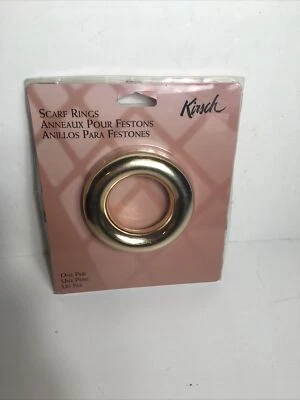 SCARF RINGS
ANNEAUX POUR FESTONS
ANILLOS PARA FESTONES
Kirsch
ONE PAIR
UNE PAIRE
UN PAR